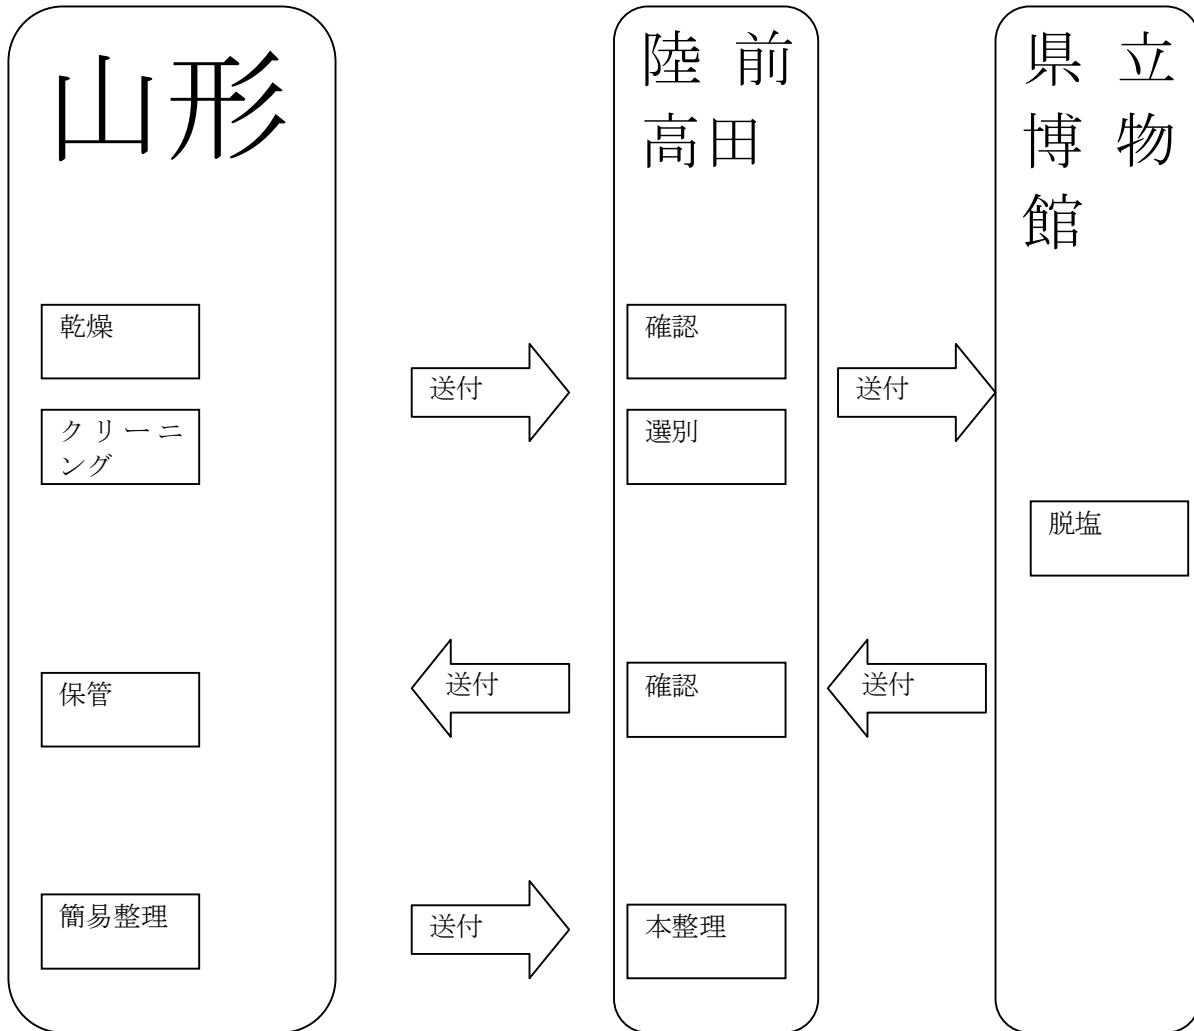 山形
陸前
高田
県立
博物
館
乾燥
クリーニ
ング
送付
確認
選別
送付
脱塩
保管
送付
確認
送付
簡易整理
送付
本整理